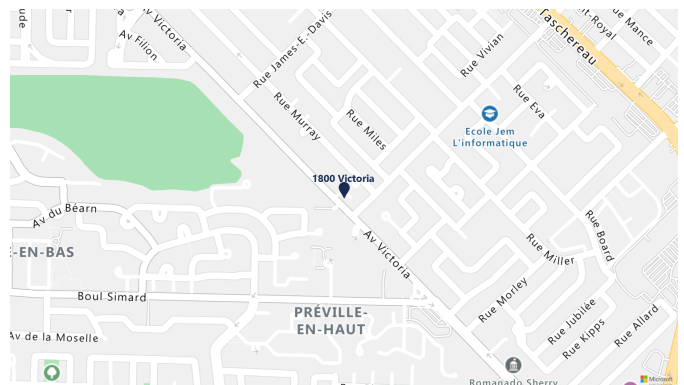 Av Victoria
Av Filion
Rue James-E.-Davis
Rue Vivian
Taschereau
Rue Mance
Rue Murray
Rue Miles
Rue Eva
Ecole Jem
L'informatique
1800 Victoria
Av du Béarn
E-EN-BAS
Av Victoria
Rue Board
Rue Miller
Boul Simard
PRÉVILLE-
EN-HAUT
Rue Morley
Rue Jubilée
Rue Kipps
Rue Allard
Av de la Moselle
Romanado Sherry
Microsoft